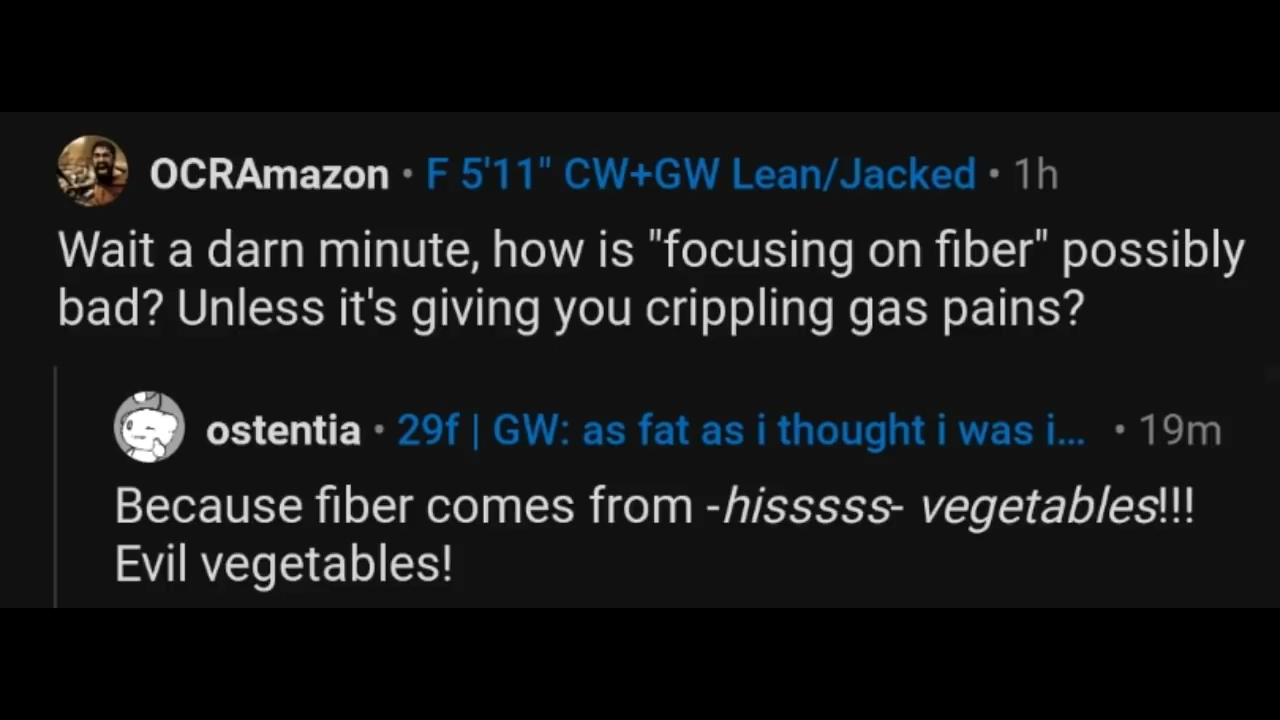 OCRAmazon • F 5'11" CW+GW Lean/Jacked • 1h
Wait a darn minute, how is "focusing on fiber" possibly
bad? Unless it's giving you crippling gas pains?
ostentia • 29f | GW: as fat as i thought i was i... • 19m
Because fiber comes from -hisssss- vegetables!!!
Evil vegetables!